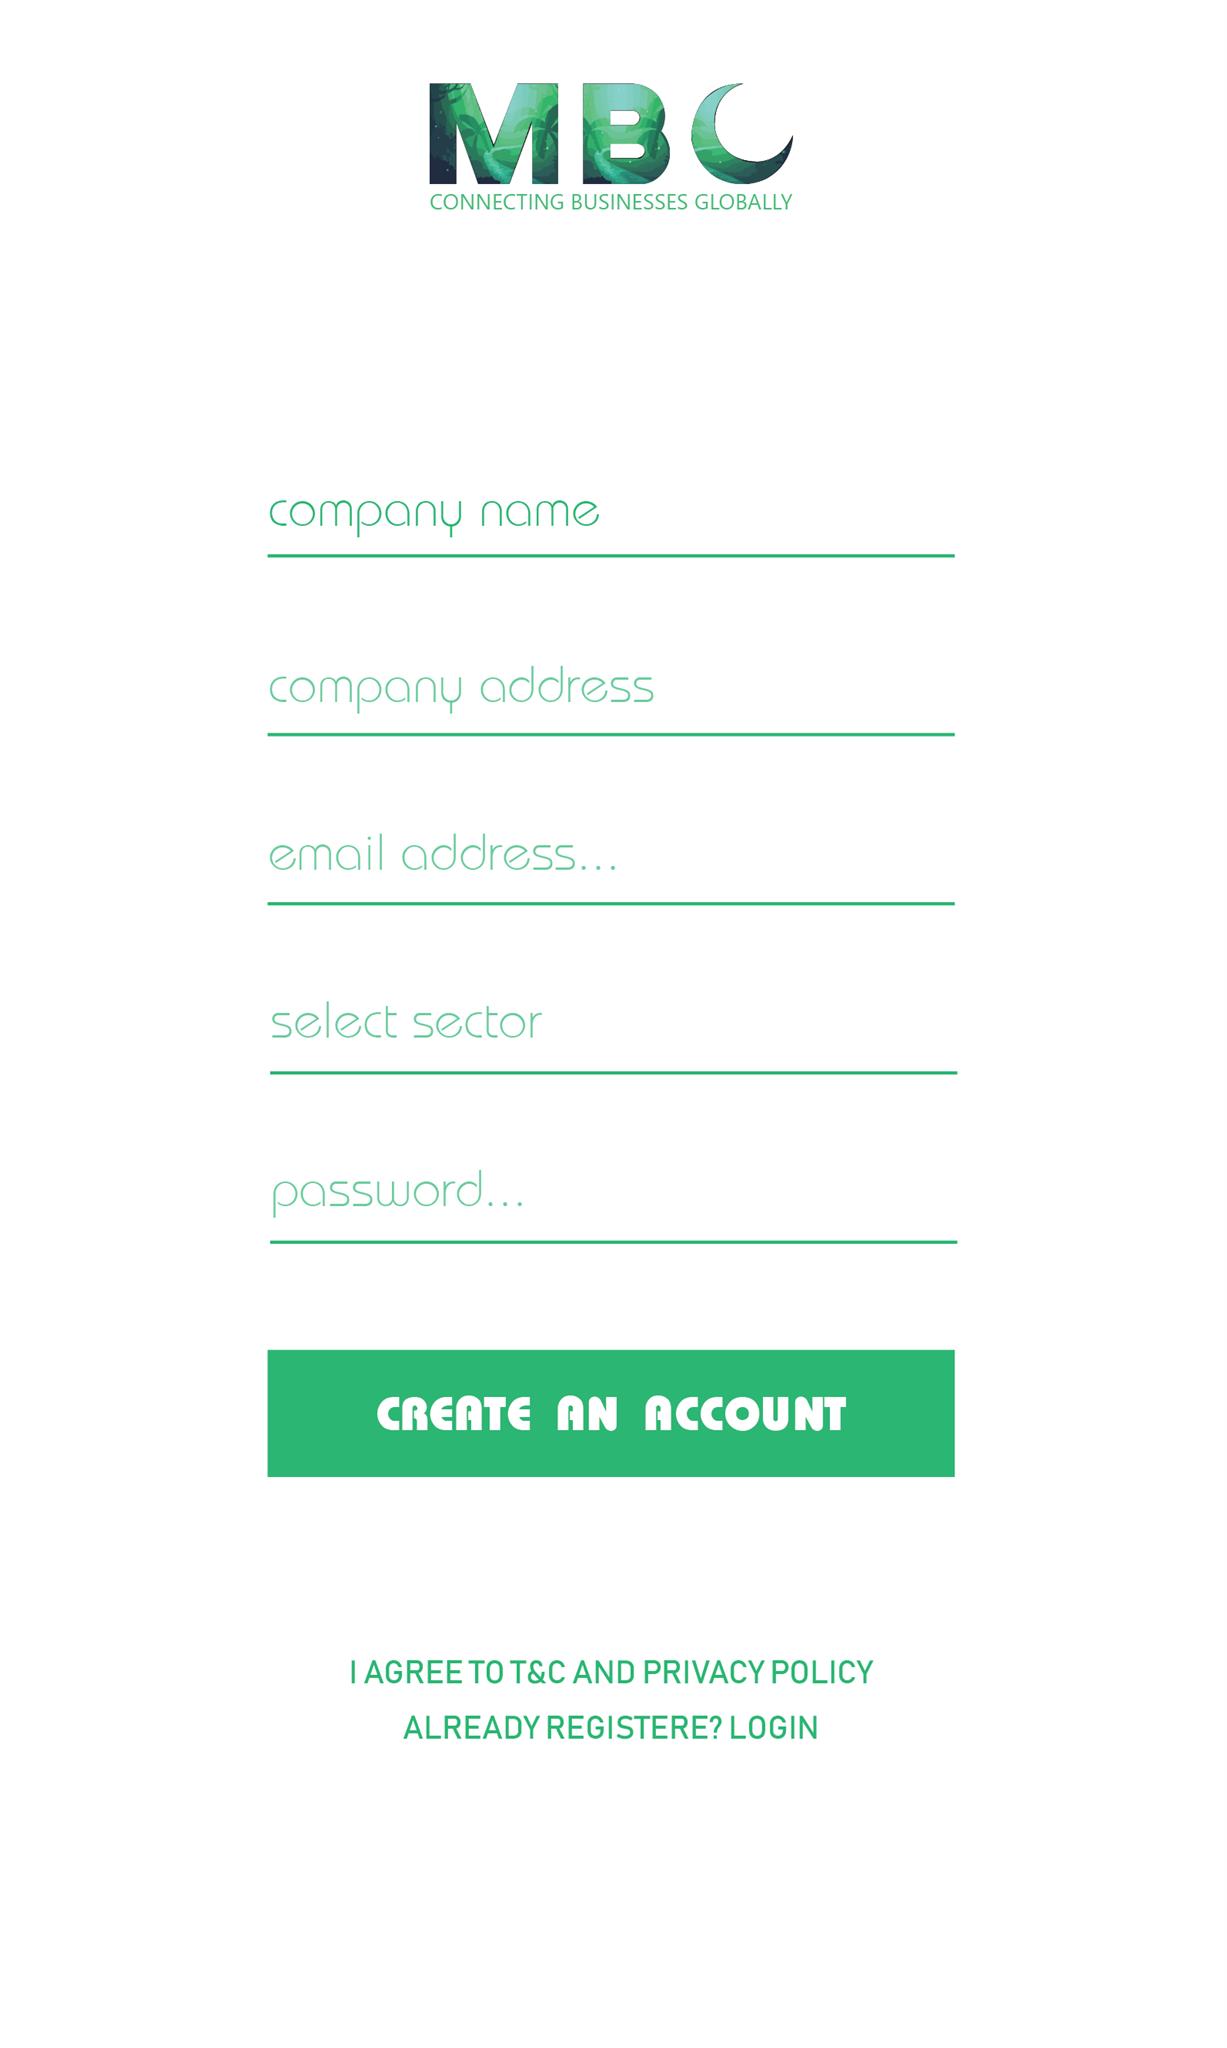 MBC
CONNECTING BUSINESSES GLOBALLY
company name
company address
email address...
select sector
password...
CREATE AN ACCOUNT
I AGREE TO T&C AND PRIVACY POLICY
ALREADY REGISTERE? LOGIN